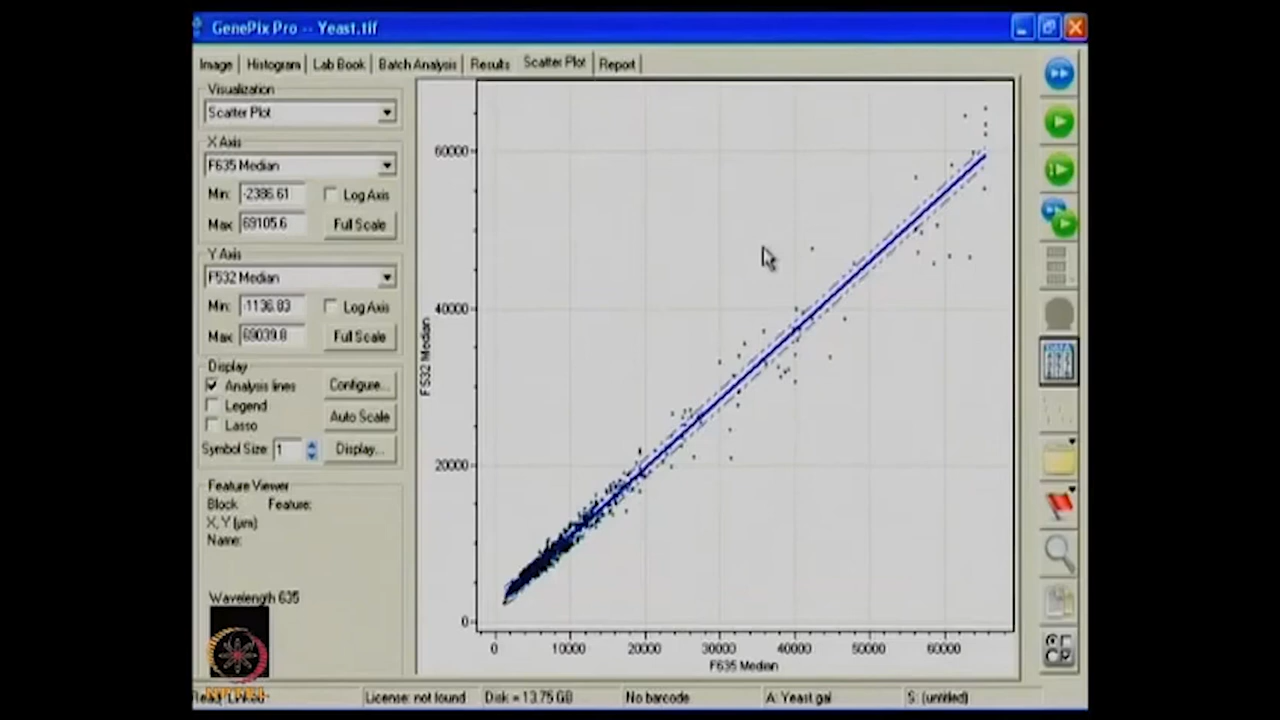 GenePix Pro -- Yeast.tif
Image Histogram Lab Book Batch Analysis Results Scatter Plot Report
Visualization
Scatter Plot
X Axis
F635 Median
Min: -2386.61 Log Axis
Max 69105.6 Full Scale
Y Axis
F532 Median
Min: -1136.83 Log Axis
Max 69039.8 Full Scale
Display
Analysis lines Configure...
Legend
Auto Scale
Lasso
Symbol Size: 1 Display...
Feature Viewer
Block Feature:
X, Y (µm)
Name:
Wavelength 635
60000
40000
20000
0
F532 Median
0 10000 20000 30000 40000 50000 60000
F635 Median
NPTEL
License: not found Disk = 13.75 GB No barcode A: Yeast.gal S: (untitled)